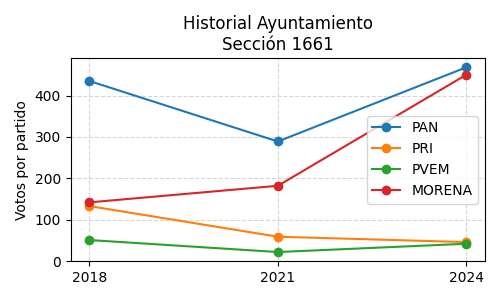 Historial Ayuntamiento
Sección 1661
Votos por partido
400
300
200
100
0
2018
2021
2024
PAN
PRI
PVEM
MORENA